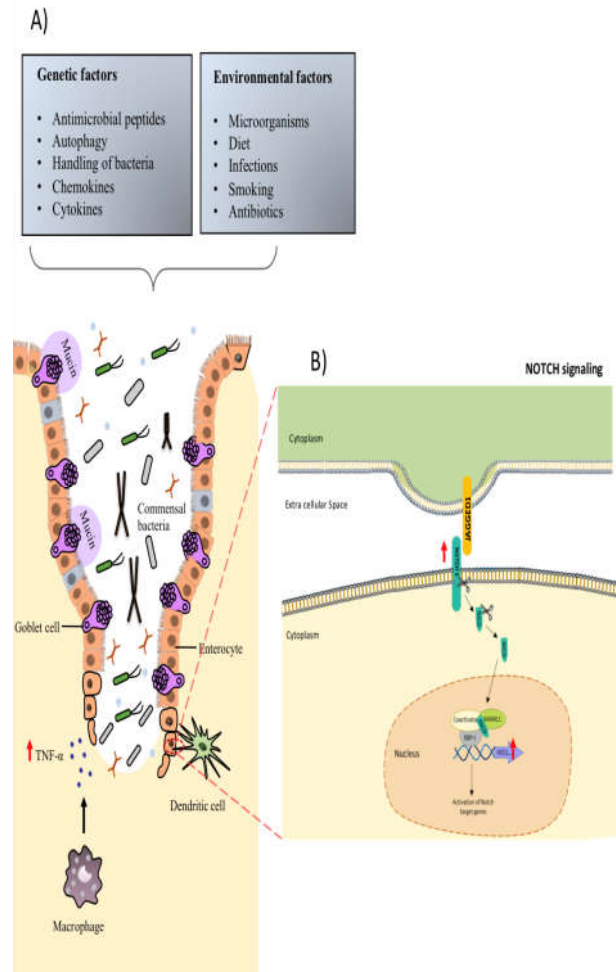 A)
Genetic factors
• Antimicrobial peptides
• Autophagy
• Handling of bacteria
• Chemokines
• Cytokines
Environmental factors
• Microorganisms
• Diet
• Infections
• Smoking
• Antibiotics
Mucin
Commensal
bacteria
Mucin
Goblet cell
Enterocyte
TNF-α
Dendritic cell
Macrophage
B)
NOTCH signaling
Cytoplasm
Extra cellular Space
JAGGED1
Cytoplasm
Coactivator
Nucleus
Activation of Notch
target genes